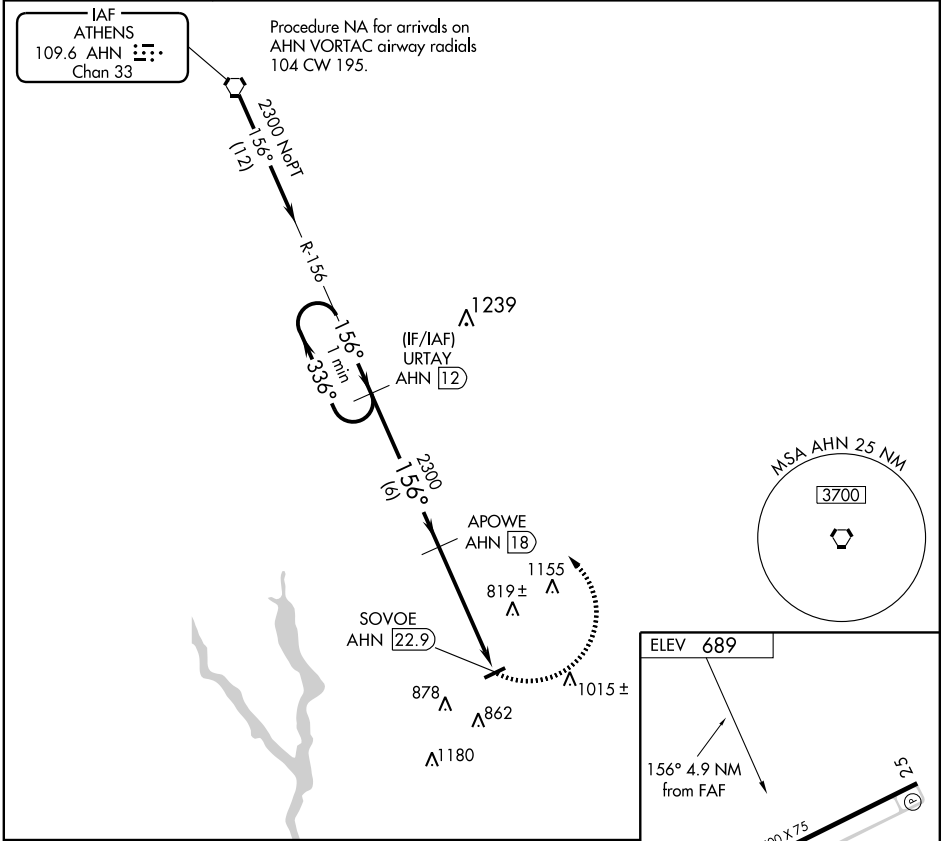 IAF
ATHENS
109.6 AHN
Chan 33
Procedure NA for arrivals on
AHN VORTAC airway radials
104 CW 195.
2300 NoPT
156°
(12)
R-156
156°
1 min
336°
1239
(IF/IAF)
URTAY
AHN 12
2300
156°
(6)
APOWE
AHN 18
MSA AHN 25 NM
3700
1155
819±
SOVOE
AHN 22.9
1015±
878
862
1180
ELEV 689
156° 4.9 NM
from FAF
25
P
00 X 75